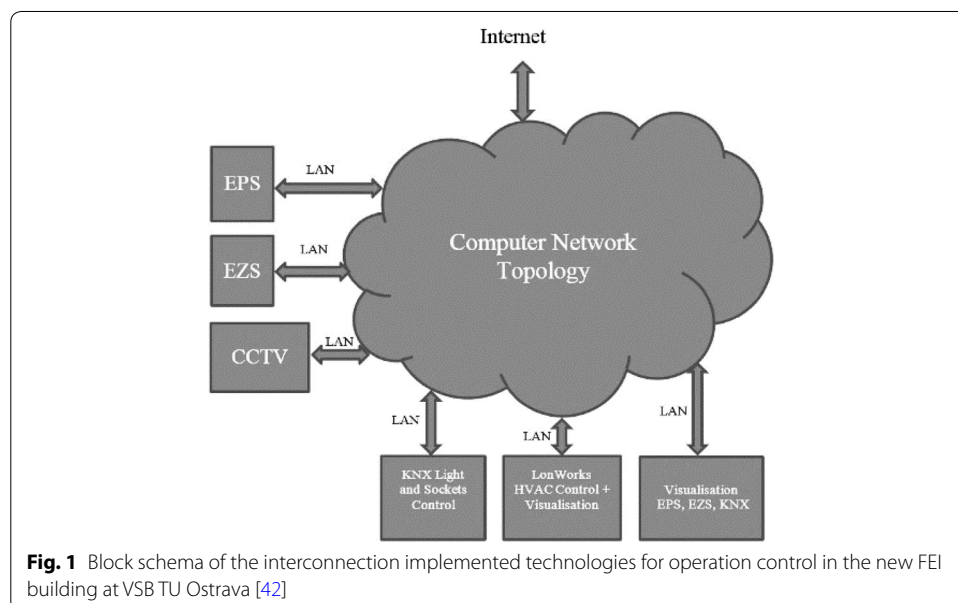 Internet
LAN
EPS
LAN
EZS
Computer Network
Topology
LAN
CCTV
LAN
LAN
LAN
KNX Light
and Sockets
Control
LonWorks
HVAC Control +
Visualisation
Visualisation
EPS, EZS, KNX
Fig. 1 Block schema of the interconnection implemented technologies for operation control in the new FEI
building at VSB TU Ostrava [42]